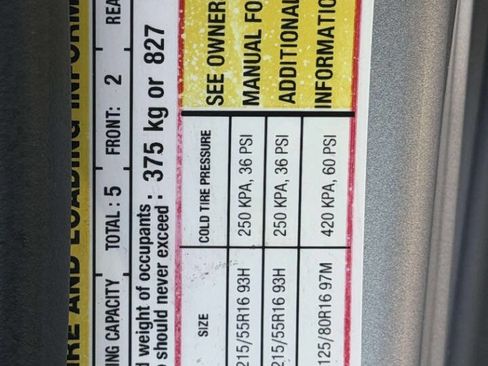 TIRE AND LOADING INFORM
ING CAPACITY TOTAL : 5 FRONT: 2 REA
d weight of occupants :
o should never exceed : 375 kg or 827
SIZE COLD TIRE PRESSURE SEE OWNER
215/55R16 93H 250 KPA, 36 PSI MANUAL FO
215/55R16 93H 250 KPA, 36 PSI ADDITIONAL
125/80R16 97M 420 KPA, 60 PSI INFORMATION